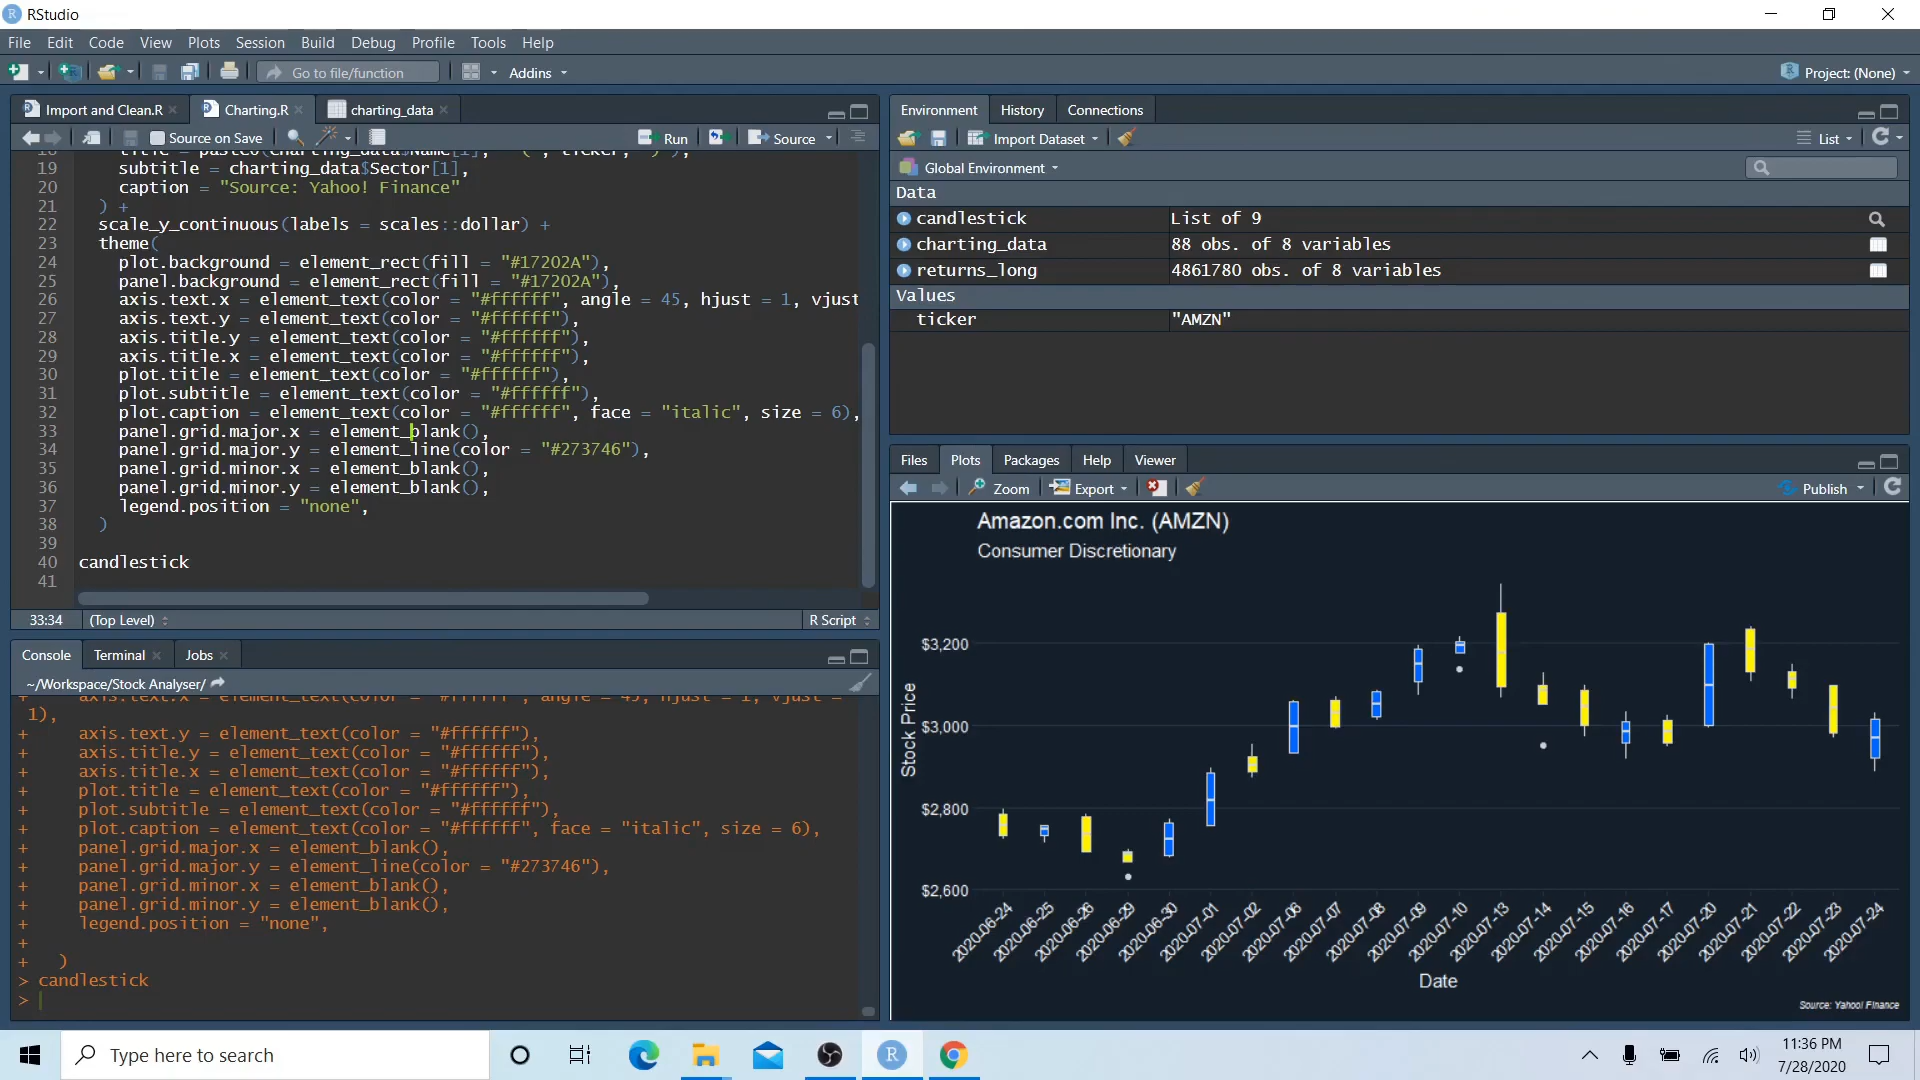 RStudio
File Edit Code View Plots Session Build Debug Profile Tools Help
Go to file/function Addins Project: (None)
Import and Clean.R Charting.R charting_data
Source on Save Run Source
19 subtitle = charting_data$Sector[1],
20 caption = "Source: Yahoo! Finance"
21 ) +
22 scale_y_continuous(labels = scales::dollar) +
23 theme(
24 plot.background = element_rect(fill = "#17202A"),
25 panel.background = element_rect(fill = "#17202A"),
26 axis.text.x = element_text(color = "#ffffff", angle = 45, hjust = 1, vjust
27 axis.text.y = element_text(color = "#ffffff"),
28 axis.title.y = element_text(color = "#ffffff"),
29 axis.title.x = element_text(color = "#ffffff"),
30 plot.title = element_text(color = "#ffffff"),
31 plot.subtitle = element_text(color = "#ffffff"),
32 plot.caption = element_text(color = "#ffffff", face = "italic", size = 6),
33 panel.grid.major.x = element_blank(),
34 panel.grid.major.y = element_line(color = "#273746"),
35 panel.grid.minor.x = element_blank(),
36 panel.grid.minor.y = element_blank(),
37 legend.position = "none",
38 )
39
40 candlestick
41
33:34 (Top Level) R Script
Console Terminal Jobs
~/Workspace/Stock Analyser/
+ axis.text.x = element_text(color = "#ffffff", angle = 45, hjust = 1, vjust =
1),
+ axis.text.y = element_text(color = "#ffffff"),
+ axis.title.y = element_text(color = "#ffffff"),
+ axis.title.x = element_text(color = "#ffffff"),
+ plot.title = element_text(color = "#ffffff"),
+ plot.subtitle = element_text(color = "#ffffff"),
+ plot.caption = element_text(color = "#ffffff", face = "italic", size = 6),
+ panel.grid.major.x = element_blank(),
+ panel.grid.major.y = element_line(color = "#273746"),
+ panel.grid.minor.x = element_blank(),
+ panel.grid.minor.y = element_blank(),
+ legend.position = "none",
+
+ )
> candlestick
>
Environment History Connections
Import Dataset List
Global Environment
Data
candlestick List of 9
charting_data 88 obs. of 8 variables
returns_long 4861780 obs. of 8 variables
Values
ticker "AMZN"
Files Plots Packages Help Viewer
Zoom Export Publish
Amazon.com Inc. (AMZN)
Consumer Discretionary
Stock Price
$3,200
$3,000
$2,800
$2,600
2020-06-24 2020-06-25 2020-06-26 2020-06-29 2020-06-30 2020-07-01 2020-07-02 2020-07-06 2020-07-07 2020-07-08 2020-07-09 2020-07-10 2020-07-13 2020-07-14 2020-07-15 2020-07-16 2020-07-17 2020-07-20 2020-07-21 2020-07-22 2020-07-23 2020-07-24
Date
Source: Yahoo! Finance
Type here to search
11:36 PM
7/28/2020